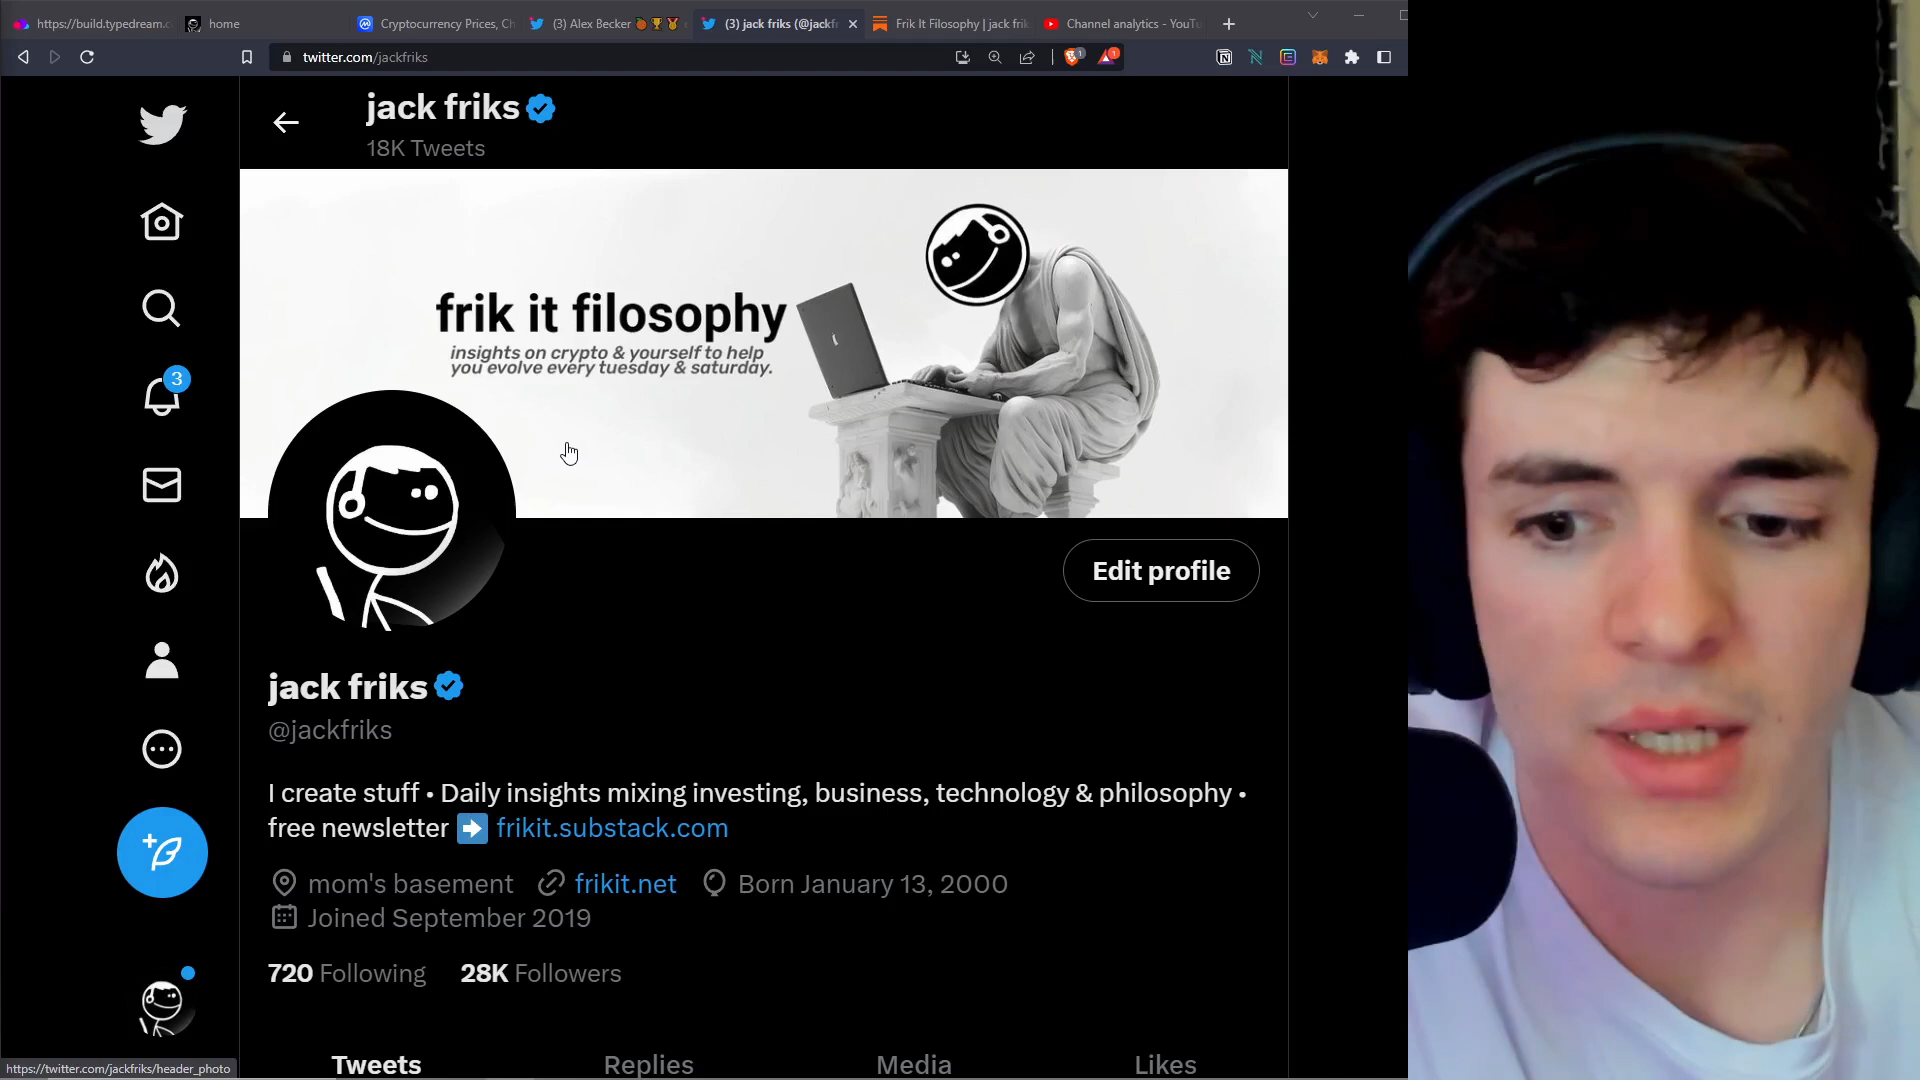 https://build.typedream.c
home
Cryptocurrency Prices, Ch
(3) Alex Becker 🍊🏆🥇
(3) jack friks (@jackfr
Frik It Filosophy | jack frik
Channel analytics - YouTu
twitter.com/jackfriks
1
1
jack friks
18K Tweets
frik it filosophy
insights on crypto & yourself to help
you evolve every tuesday & saturday.
3
Edit profile
jack friks
@jackfriks
I create stuff • Daily insights mixing investing, business, technology & philosophy •
free newsletter ➡️ frikit.substack.com
mom's basement frikit.net Born January 13, 2000
Joined September 2019
720 Following 28K Followers
Tweets Replies Media Likes
https://twitter.com/jackfriks/header_photo